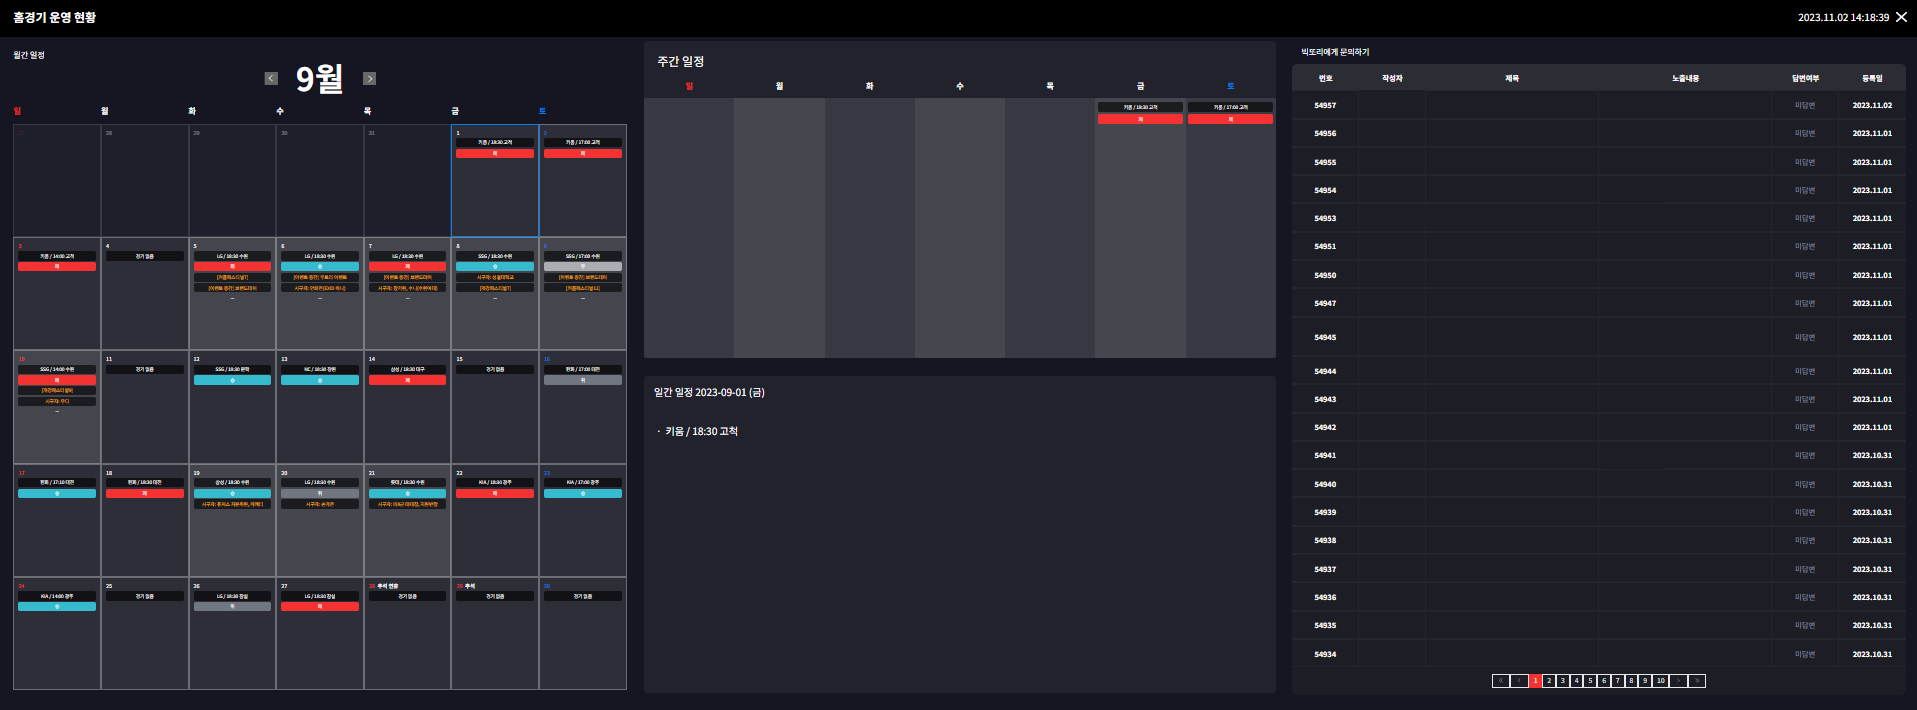 홈경기 운영 현황
2023.11.02 14:18:39
월간 일정
9월
일 월 화 수 목 금 토
27 28 29 30 31 1 2
키움 / 18:30 고척
패
키움 / 17:00 고척
패
3 4 5 6 7 8 9
키움 / 14:00 고척
패
경기 없음
LG / 18:30 수원
패
LG / 18:30 수원
승
LG / 18:30 수원
패
SSG / 18:30 수원
승
SSG / 17:00 수원
무
10 11 12 13 14 15 16
SSG / 14:00 수원
패
경기 없음
SSG / 18:30 문학
승
NC / 18:30 창원
승
삼성 / 18:30 대구
패
경기 없음
한화 / 17:00 대전
취
17 18 19 20 21 22 23
한화 / 17:10 대전
승
한화 / 18:30 대전
패
삼성 / 18:30 수원
승
LG / 18:30 수원
취
롯데 / 18:30 수원
승
KIA / 18:30 광주
패
KIA / 17:00 광주
승
24 25 26 27 28 추석 연휴 29 추석 30
KIA / 14:00 광주
승
경기 없음
LG / 18:30 잠실
취
LG / 18:30 잠실
패
경기 없음
경기 없음
경기 없음
주간 일정
일 월 화 수 목 금 토
키움 / 18:30 고척
패
키움 / 17:00 고척
패
일간 일정 2023-09-01 (금)
· 키움 / 18:30 고척
빅또리에게 문의하기
번호 작성자 제목 노출내용 답변여부 등록일
54957 미답변 2023.11.02
54956 미답변 2023.11.01
54955 미답변 2023.11.01
54954 미답변 2023.11.01
54953 미답변 2023.11.01
54951 미답변 2023.11.01
54950 미답변 2023.11.01
54947 미답변 2023.11.01
54945 미답변 2023.11.01
54944 미답변 2023.11.01
54943 미답변 2023.11.01
54942 미답변 2023.11.01
54941 미답변 2023.10.31
54940 미답변 2023.10.31
54939 미답변 2023.10.31
54938 미답변 2023.10.31
54937 미답변 2023.10.31
54936 미답변 2023.10.31
54935 미답변 2023.10.31
54934 미답변 2023.10.31
1 2 3 4 5 6 7 8 9 10